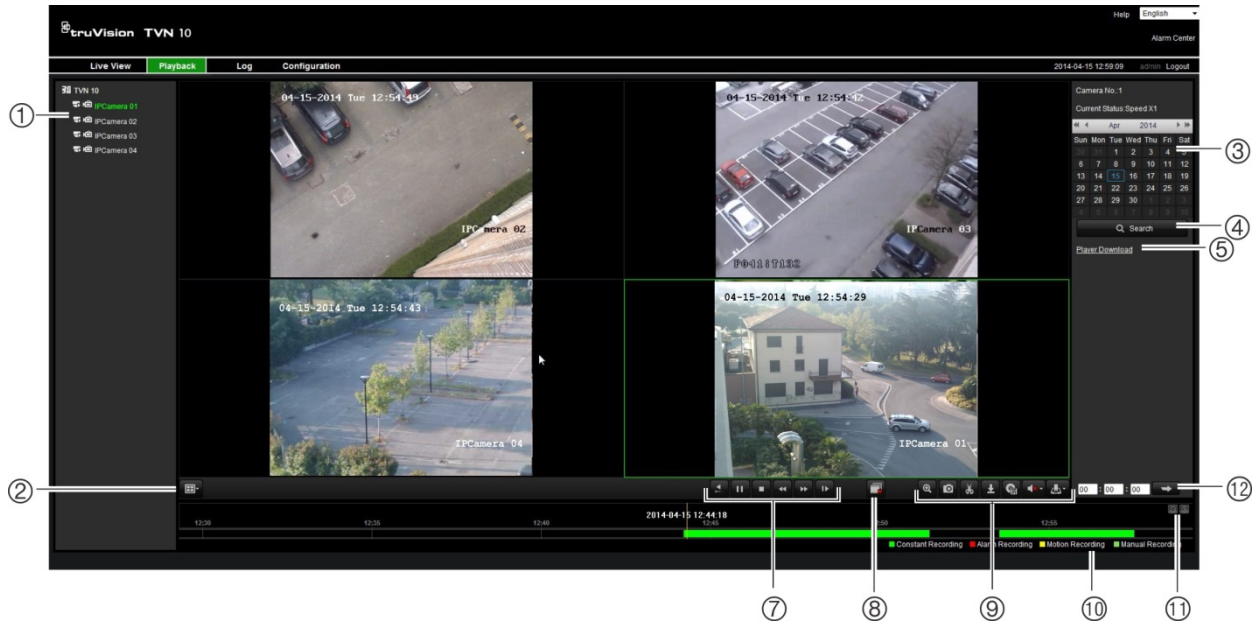 Help English
truVision TVN 10
Alarm Center
Live View Playback Log Configuration 2014-04-15 12:59:09 admin Logout
TVN 10
IPCamera 01
IPCamera 02
IPCamera 03
IPCamera 04
①
04-15-2014 Tue 12:54:49
IPCamera 02
04-15-2014 Tue 12:54:42
IPCamera 03
P041:T132
04-15-2014 Tue 12:54:43
IPCamera 04
04-15-2014 Tue 12:54:29
IPCamera 01
Camera No.:1
Current Status:Speed X1
Apr 2014
Sun Mon Tue Wed Thu Fri Sat
30 31 1 2 3 4 5
6 7 8 9 10 11 12
13 14 15 16 17 18 19
20 21 22 23 24 25 26
27 28 29 30 1 2 3
4 5 6 7 8 9 10
③
Search
④
Player Download
⑤
②
00 : 00 : 00
⑫
2014-04-15 12:44:18
12:30 12:35 12:40 12:45 12:50 12:55
Constant Recording Alarm Recording Motion Recording Manual Recording
⑦ ⑧ ⑨ ⑩ ⑪